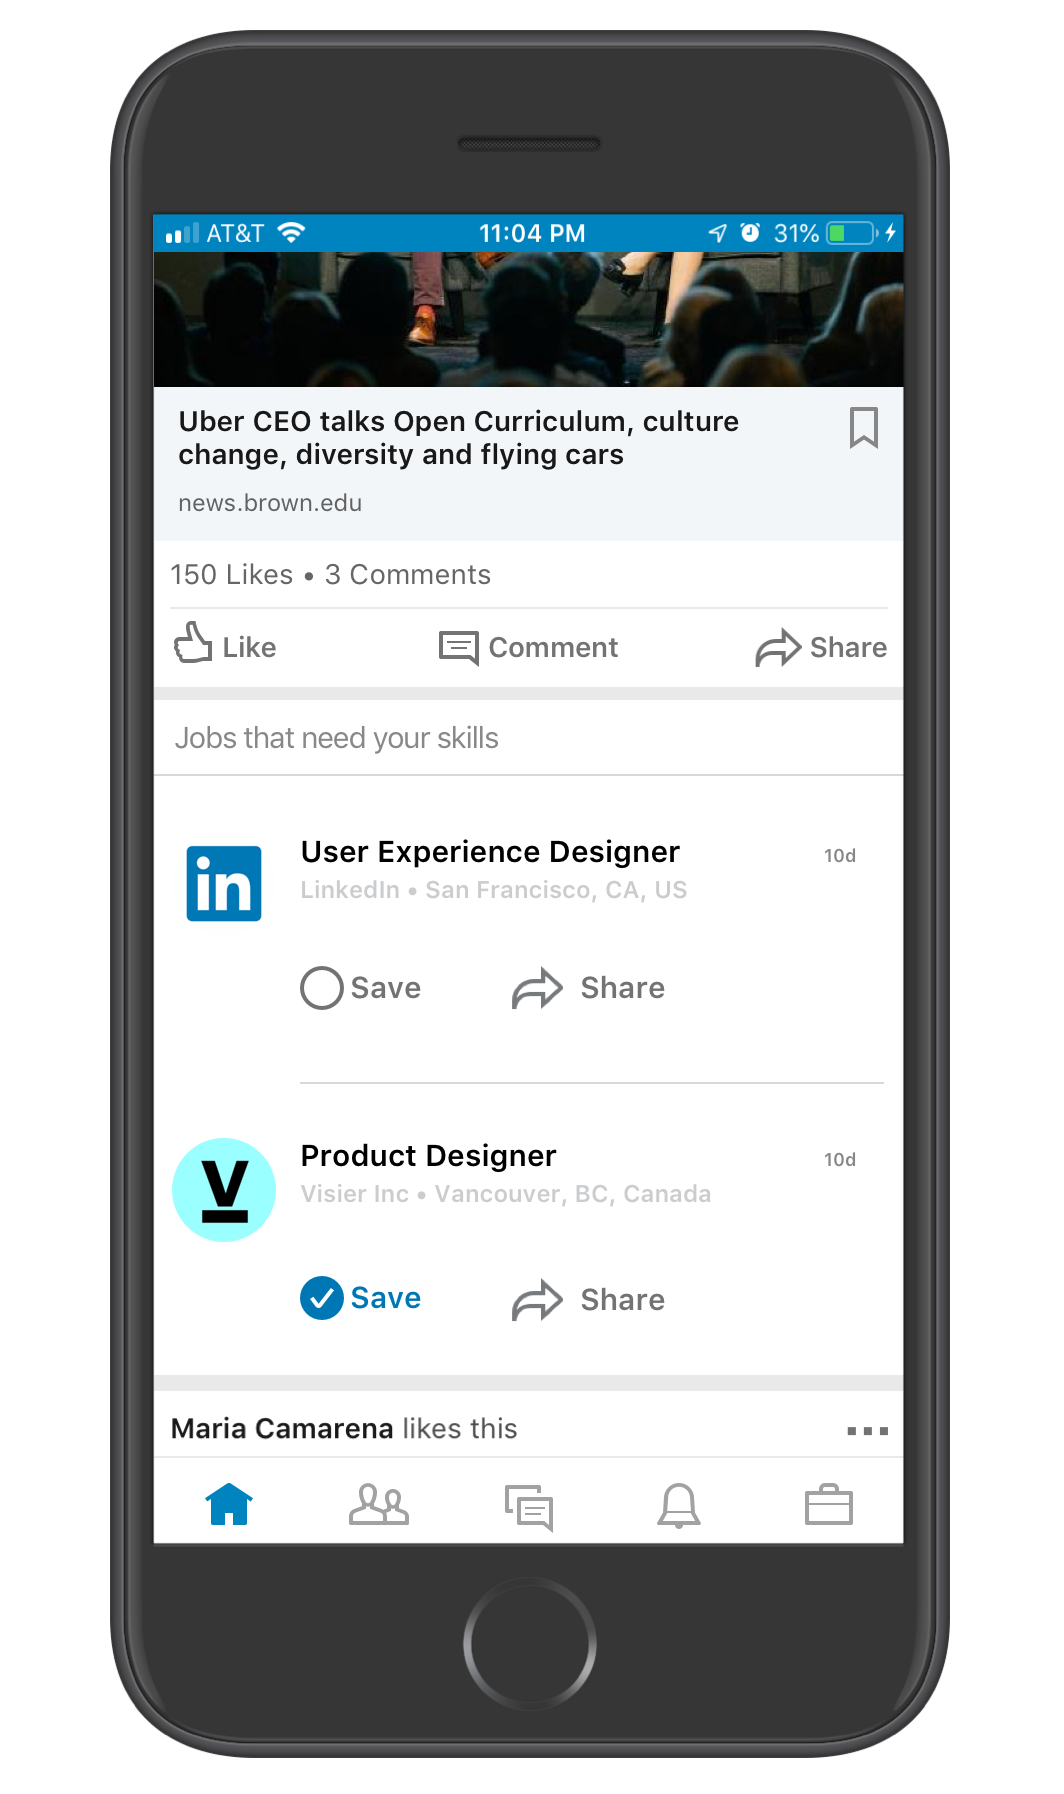 AT&T 11:04 PM 31%
Uber CEO talks Open Curriculum, culture
change, diversity and flying cars
news.brown.edu
150 Likes • 3 Comments
Like Comment Share
Jobs that need your skills
in
User Experience Designer 10d
LinkedIn • San Francisco, CA, US
Save Share
V
Product Designer 10d
Visier Inc • Vancouver, BC, Canada
Save Share
Maria Camarena likes this